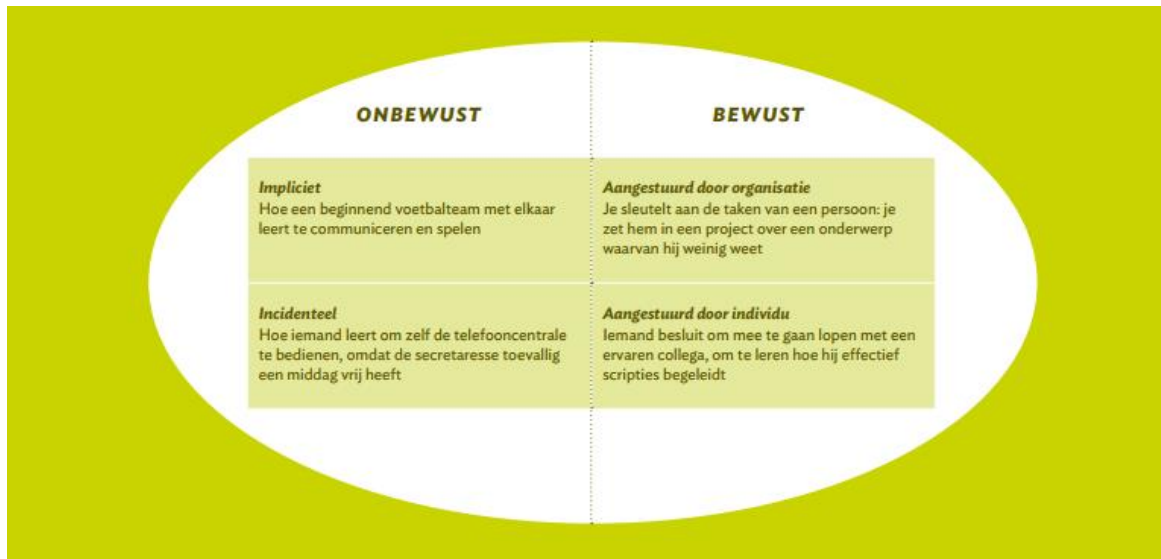 ONBEWUST
BEWUST
Impliciet
Hoe een beginnend voetbalteam met elkaar
leert te communiceren en spelen
Aangestuurd door organisatie
Je sleutelt aan de taken van een persoon: je
zet hem in een project over een onderwerp
waarvan hij weinig weet
Incidenteel
Hoe iemand leert om zelf de telefooncentrale
te bedienen, omdat de secretaresse toevallig
een middag vrij heeft
Aangestuurd door individu
Iemand besluit om mee te gaan lopen met een
ervaren collega, om te leren hoe hij effectief
scripties begeleidt